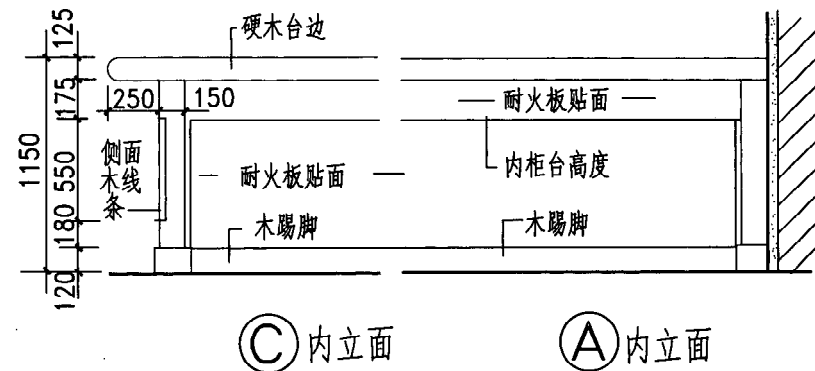 硬木台边
125
175
1150
550
180
120
250
150
耐火板贴面
侧面
木线
条
耐火板贴面
内柜台高度
木踢脚
木踢脚
C 内立面
A 内立面